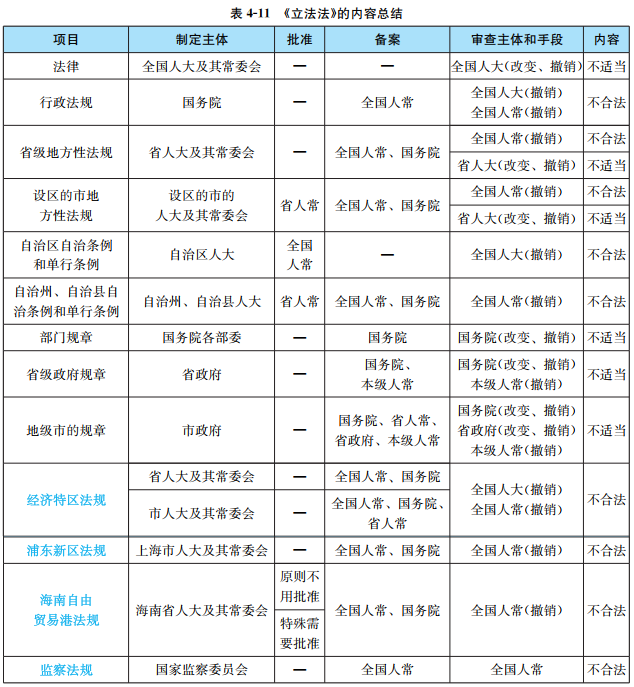 表 4-11 《立法法》的内容总结
项目 制定主体 批准 备案 审查主体和手段 内容
法律 全国人大及其常委会 — — 全国人大(改变、撤销) 不适当
行政法规 国务院 — 全国人常 全国人大(撤销)
全国人常(撤销) 不合法
省级地方性法规 省人大及其常委会 — 全国人常、国务院 全国人常(撤销) 不合法
省人大(改变、撤销) 不适当
设区的市地
方性法规 设区的市的
人大及其常委会 省人常 全国人常、国务院 全国人常(撤销) 不合法
省人大(改变、撤销) 不适当
自治区自治条例
和单行条例 自治区人大 全国
人常 — 全国人大(撤销) 不合法
自治州、自治县自
治条例和单行条例 自治州、自治县人大 省人常 全国人常、国务院 全国人常(撤销) 不合法
部门规章 国务院各部委 — 国务院 国务院(改变、撤销) 不适当
省级政府规章 省政府 — 国务院、
本级人常 国务院(改变、撤销)
本级人常(撤销) 不适当
地级市的规章 市政府 — 国务院、省人常、
省政府、本级人常 国务院(改变、撤销)
省政府(改变、撤销)
本级人常(撤销) 不适当
经济特区法规 省人大及其常委会 — 全国人常、国务院
市人大及其常委会 — 全国人常、国务院、
省人常 全国人大(撤销)
全国人常(撤销) 不合法
浦东新区法规 上海市人大及其常委会 — 全国人常、国务院 全国人常(撤销) 不合法
海南自由
贸易港法规 海南省人大及其常委会 原则不
用批准
特殊需
要批准 全国人常、国务院 全国人常(撤销) 不合法
监察法规 国家监察委员会 — 全国人常 全国人常 不合法